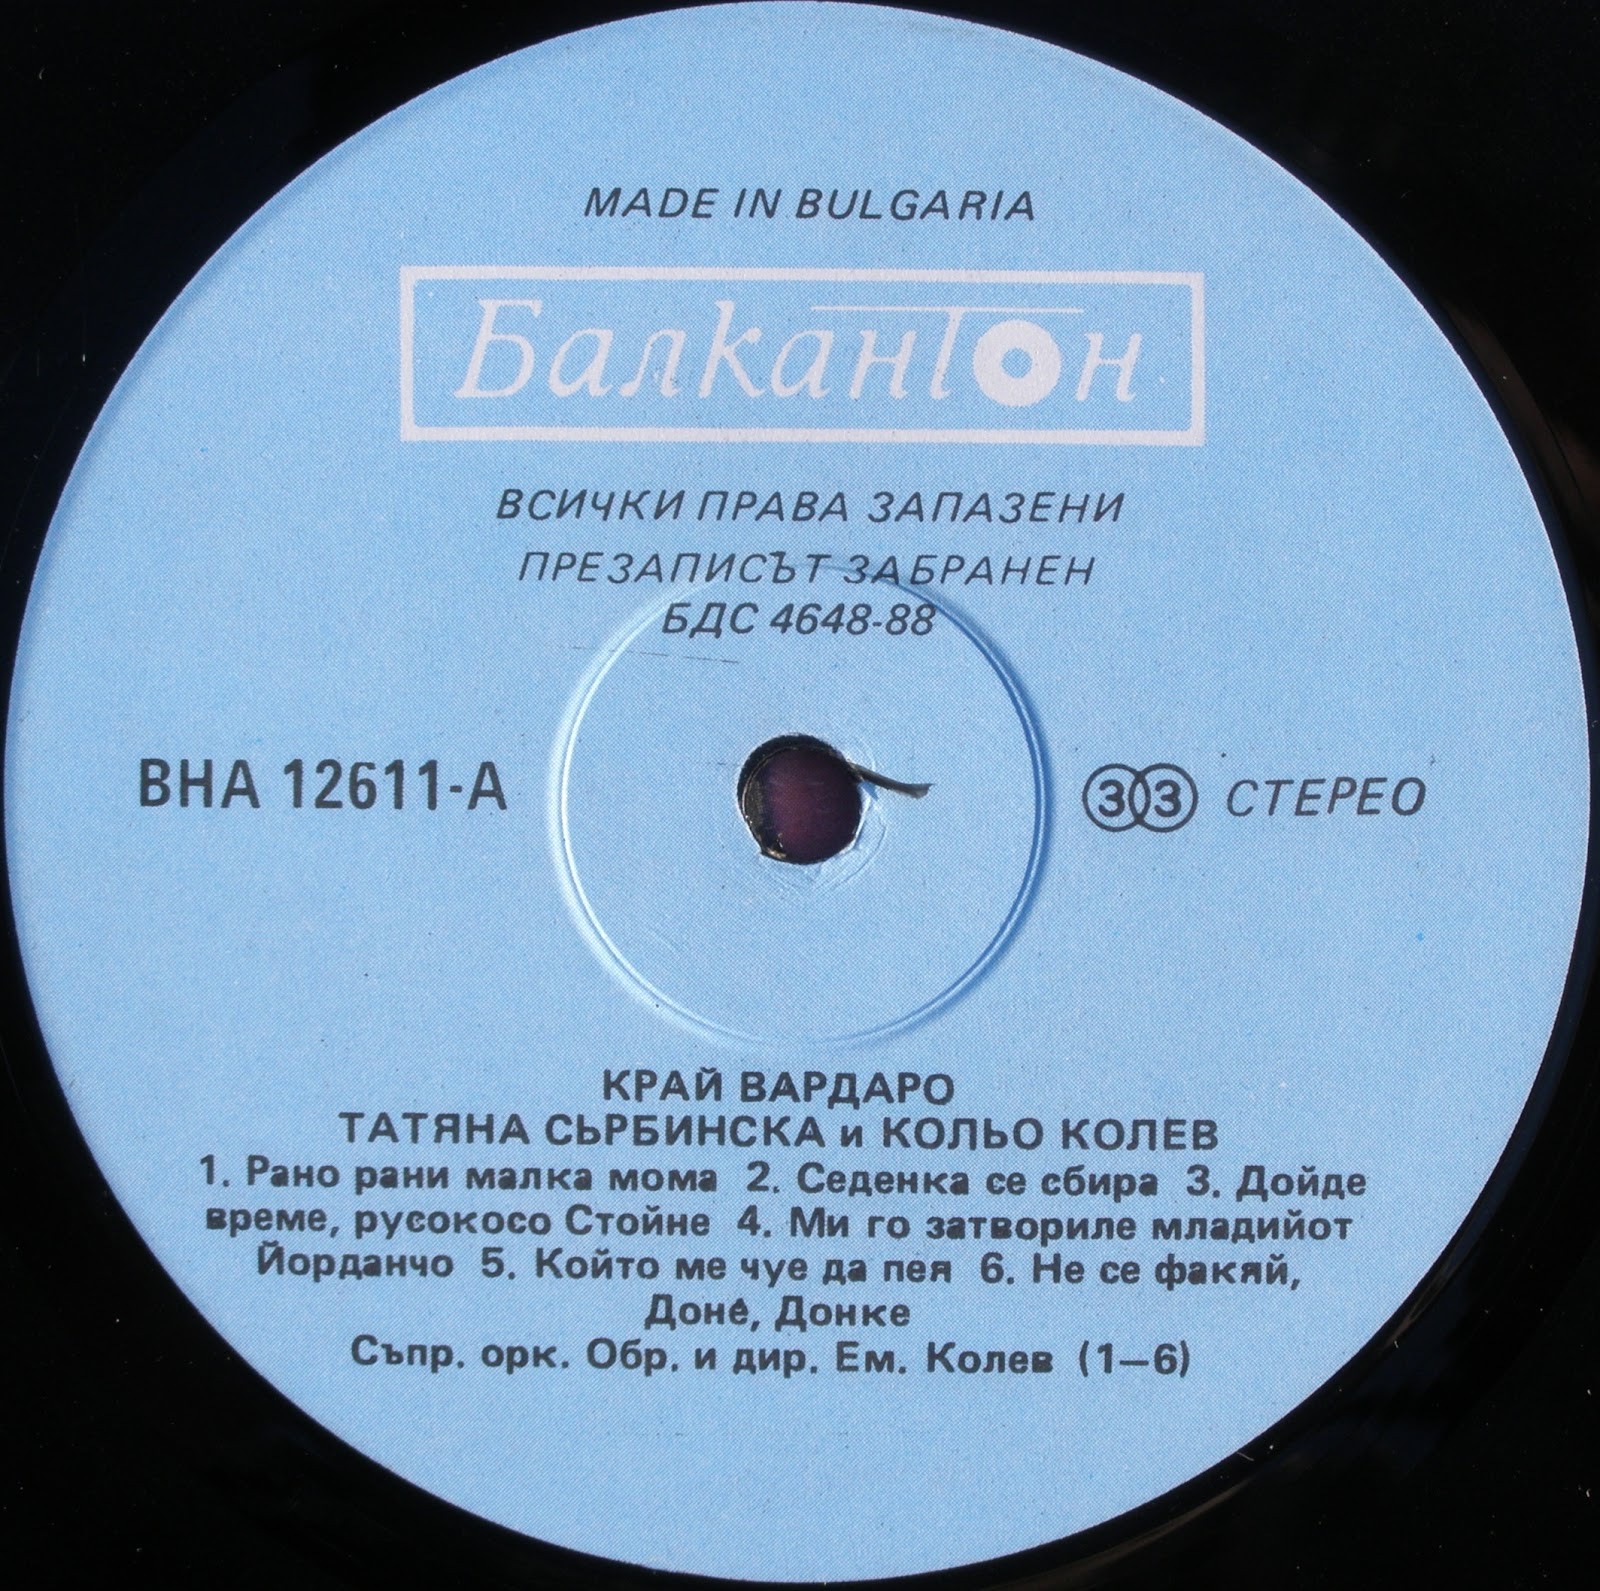 MADE IN BULGARIA
Балкантон
ВСИЧКИ ПРАВА ЗАПАЗЕНИ
ПРЕЗАПИСЪТ ЗАБРАНЕН
БДС 4648-88
ВНА 12611-А
33 СТЕРЕО
КРАЙ ВАРДАРО
ТАТЯНА СЬРБИНСКА и КОЛЬО КОЛЕВ
1. Рано рани малка мома 2. Седенка се сбира 3. Дойде
време, русокосо Стойне 4. Ми го затвориле младийот
Йорданчо 5. Който ме чуе да пея 6. Не се факяй,
Доне, Донке
Съпр. орк. Обр. и дир. Ем. Колев (1—6)